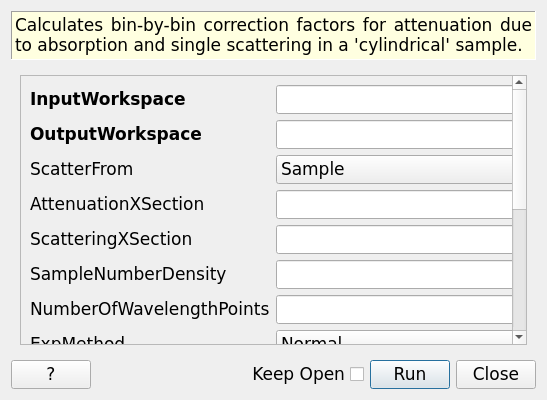 Calculates bin-by-bin correction factors for attenuation due
to absorption and single scattering in a 'cylindrical' sample.
InputWorkspace
OutputWorkspace
ScatterFrom Sample
AttenuationXSection
ScatteringXSection
SampleNumberDensity
NumberOfWavelengthPoints
ExpMethod Normal
? Keep Open Run Close